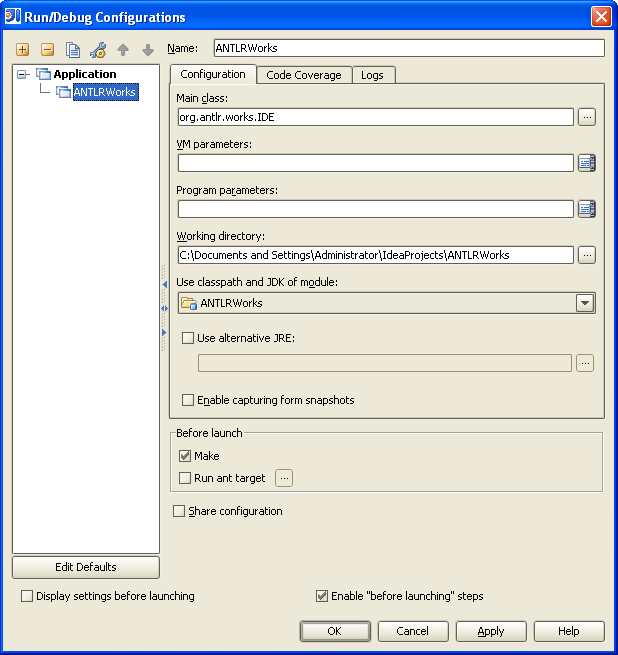 Run/Debug Configurations
Name: ANTLRWorks
Application
ANTLRWorks
Configuration Code Coverage Logs
Main class:
org.antlr.works.IDE
...
VM parameters:
Program parameters:
Working directory:
C:\Documents and Settings\Administrator\IdeaProjects\ANTLRWorks
...
Use classpath and JDK of module:
ANTLRWorks
Use alternative JRE:
...
Enable capturing form snapshots
Before launch
Make
Run ant target ...
Share configuration
Edit Defaults
Display settings before launching Enable "before launching" steps
OK Cancel Apply Help